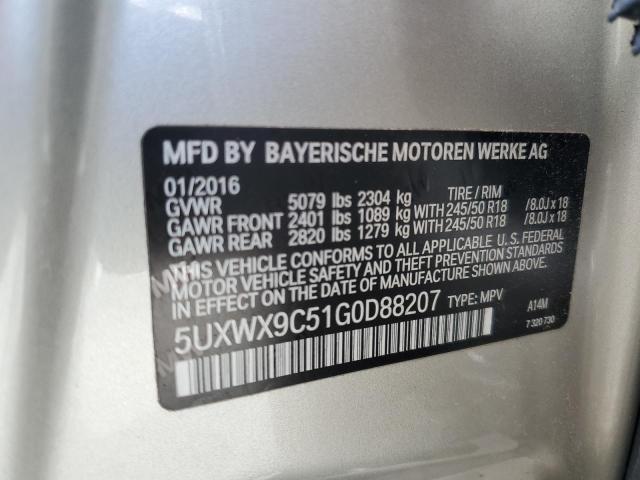 MFD BY BAYERISCHE MOTOREN WERKE AG
01/2016 TIRE / RIM
GVWR 5079 lbs 2304 kg
GAWR FRONT 2401 lbs 1089 kg WITH 245/50 R18 /8.0J x 18
GAWR REAR 2820 lbs 1279 kg WITH 245/50 R18 /8.0J x 18
THIS VEHICLE CONFORMS TO ALL APPLICABLE U. S. FEDERAL
MOTOR VEHICLE SAFETY AND THEFT PREVENTION STANDARDS
IN EFFECT ON THE DATE OF MANUFACTURE SHOWN ABOVE.
5UXWX9C51G0D88207 TYPE: MPV A14M
7 320 730